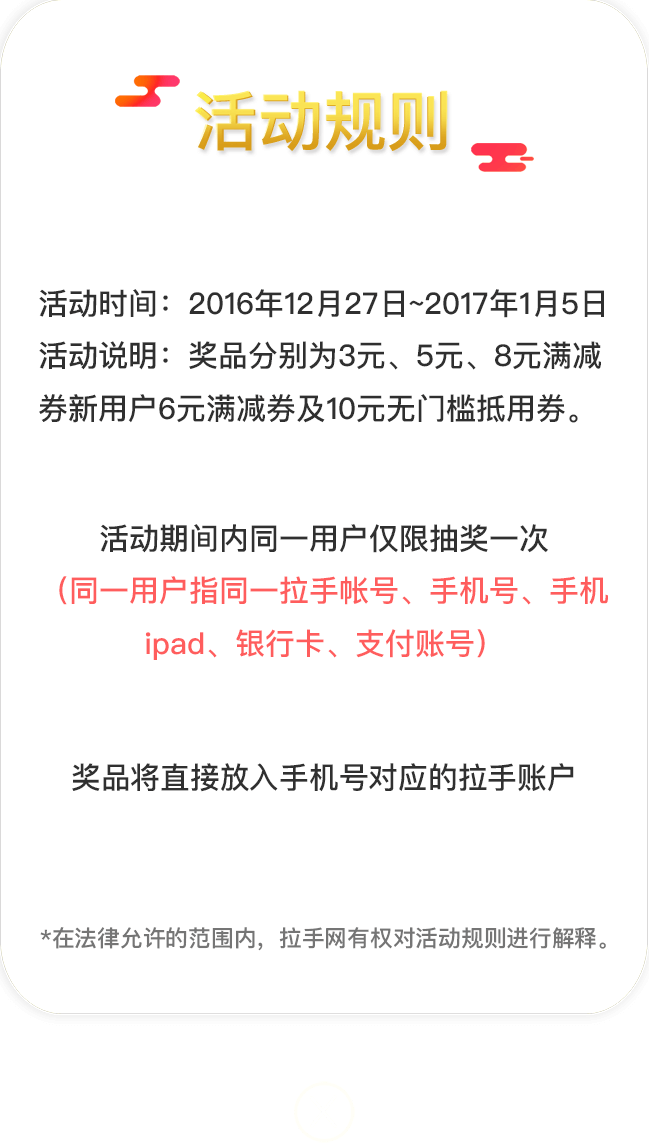 活动规则
活动时间：2016年12月27日~2017年1月5日
活动说明：奖品分别为3元、5元、8元满减
券新用户6元满减券及10元无门槛抵用券。
活动期间内同一用户仅限抽奖一次
（同一用户指同一拉手帐号、手机号、手机
ipad、银行卡、支付账号）
奖品将直接放入手机号对应的拉手账户
*在法律允许的范围内，拉手网有权对活动规则进行解释。